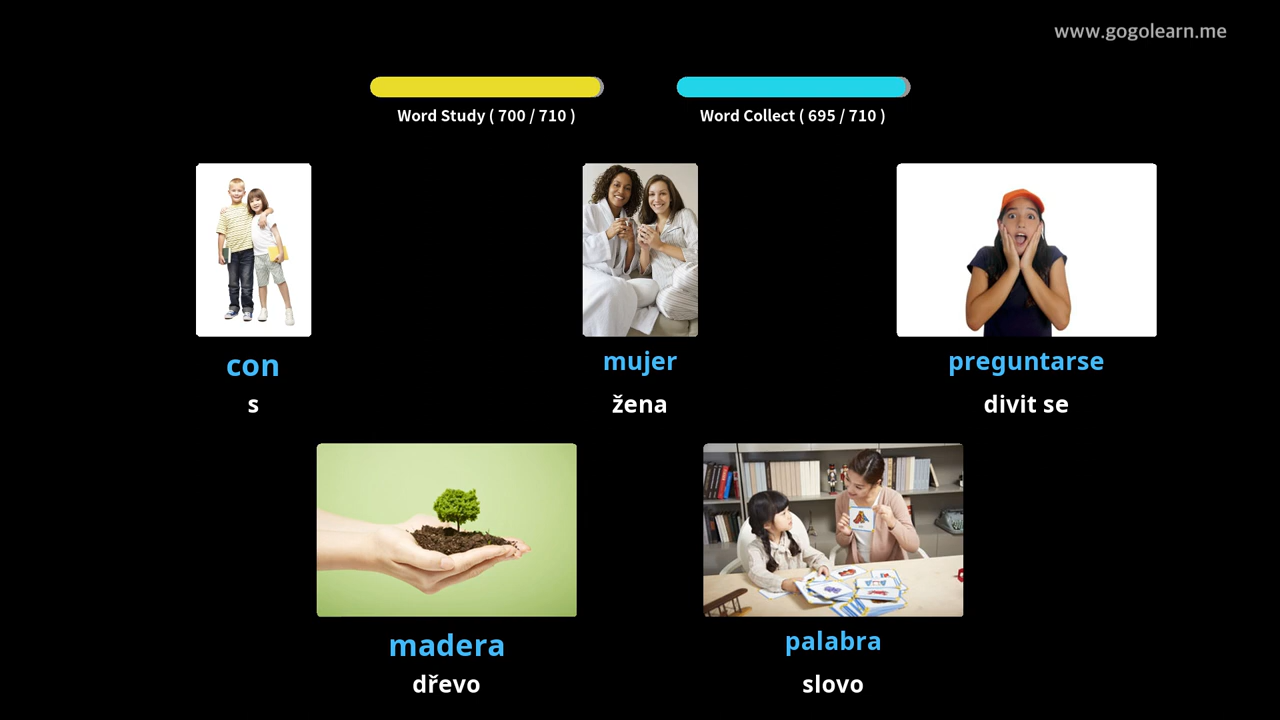 www.gogolearn.me
Word Study ( 700 / 710 )
Word Collect ( 695 / 710 )
con
s
mujer
žena
preguntarse
divit se
madera
dřevo
palabra
slovo